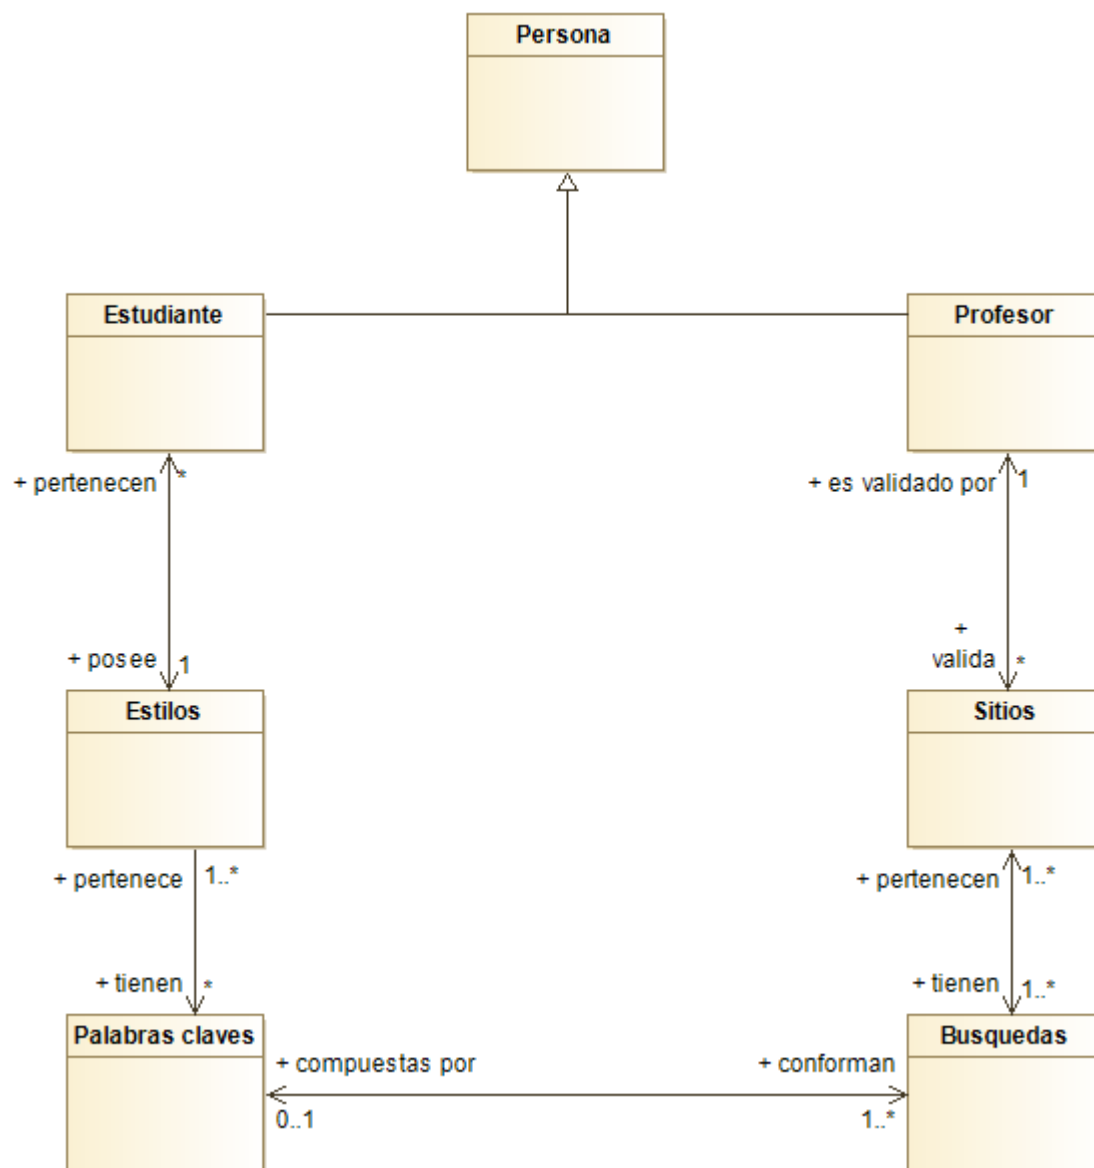 Persona
Estudiante
Profesor
+ pertenecen
*
+ es validado por
1
+ posee
1
+
valida
*
Estilos
Sitios
+ pertenece
1..*
+ pertenecen
1..*
+ tienen
*
+ tienen
1..*
Palabras claves
Busquedas
+ compuestas por
+ conforman
0..1
1..*